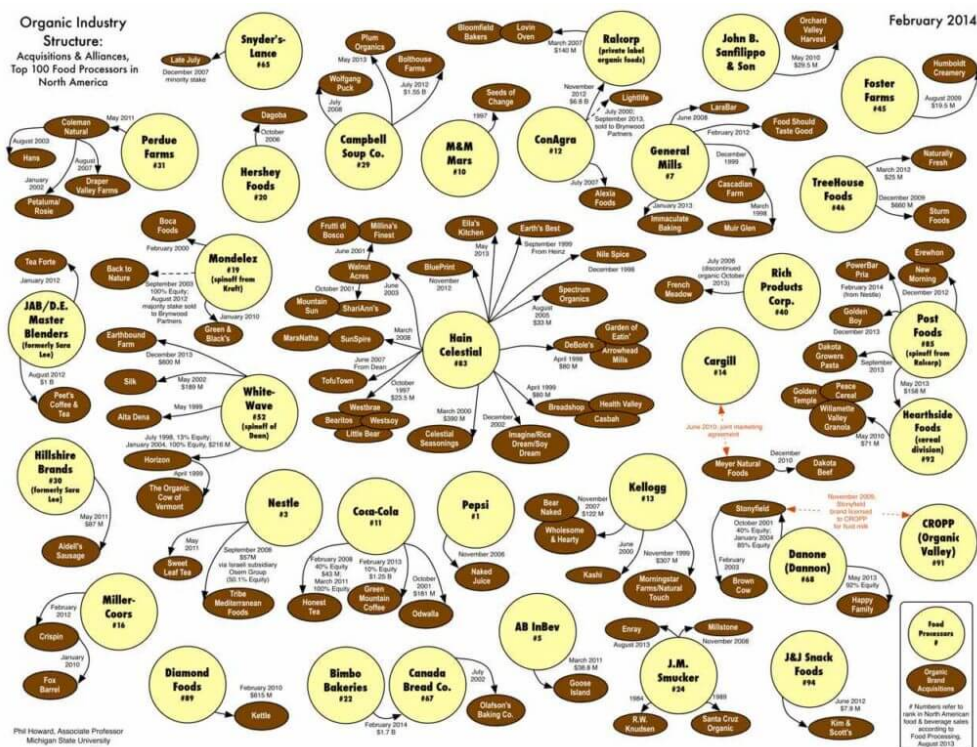 Organic Industry
Structure:
Acquisitions & Alliances,
Top 100 Food Processors in
North America
February 2014
Snyder's-
Lance
#65
Late July
December 2007
minority stake
Plum
Organics
May 2013
Wolfgang
Puck
July
2008
Bolthouse
Farms
July 2012
$1.55 B
Campbell
Soup Co.
#29
Bloomfield
Bakers
Lovin
Oven
March 2007
$140 M
Ralcorp
(private label
organic foods)
John B.
Sanfilippo
& Son
Orchard
Valley
Harvest
May 2010
$29.5 M
Humboldt
Creamery
August 2009
$19.5 M
Foster
Farms
#45
Coleman
Natural
May 2011
August 2002
Hans
January
2002
Petaluma/
Rosie
August
2007
Draper
Valley Farms
Perdue
Farms
#31
Dagoba
October
2006
Hershey
Foods
#20
Seeds of
Change
1997
M&M
Mars
#10
November
2012
$6.8 B
Lightlife
July 2000;
September 2013,
sold to Brynwood
Partners
ConAgra
#12
July 2007
Alexia
Foods
LaraBar
June 2008
February 2012
Food Should
Taste Good
December
1999
Cascadian
Farm
March
1998
Muir Glen
January 2013
Immaculate
Baking
General
Mills
#7
Naturally
Fresh
March 2012
$25 M
December 2009
$660 M
Sturm
Foods
TreeHouse
Foods
#46
Boca
Foods
February 2000
Back to
Nature
September 2003
100% Equity;
August 2012
majority stake sold
to Brynwood
Partners
Mondelez
#19
(spinoff from
Kraft)
January 2010
Green &
Black's
Tea Forte
January 2012
JAB/D.E.
Master
Blenders
(formerly Sara
Lee)
August 2012
$1 B
Peet's
Coffee &
Tea
Frutti di
Bosco
Millina's
Finest
June 2001
Walnut
Acres
October 2001
June
2003
Mountain
Sun
ShariAnn's
MaraNatha
SunSpire
March
2008
June 2007
From Dean
TofuTown
October
1997
$23.5 M
Westbrae
Bearitos
Westsoy
Little Bear
BluePrint
November
2012
Ella's
Kitchen
May
2013
Earth's Best
September 1999
From Heinz
Nile Spice
December 1998
Spectrum
Organics
August
2005
$33 M
Garden of
Eatin'
DeBole's
Arrowhead
Mills
April 1998
$80 M
April 1999
$80 M
Breadshop
Health Valley
Casbah
December
2002
Imagine/Rice
Dream/Soy
Dream
March 2000
$390 M
Celestial
Seasonings
Hain
Celestial
#83
July 2006
(discontinued
organic October
2013)
French
Meadow
Rich
Products
Corp.
#40
Erewhon
New
Morning
December 2012
PowerBar
Pria
February 2014
(from Nestle)
Golden
Boy
December 2013
Post
Foods
#85
(spinoff from
Ralcorp)
Dakota
Growers
Pasta
September
2013
May 2013
$158 M
Golden
Temple
Peace
Cereal
Willamette
Valley
Granola
May 2010
$71 M
Hearthside
Foods
(cereal
division)
#92
Earthbound
Farm
December 2013
$600 M
Silk
May 2002
$189 M
Alta Dena
May 1999
July 1998, 13% Equity;
January 2004, 100% Equity, $216 M
Horizon
April 1999
The Organic
Cow of
Vermont
White-
Wave
#52
(spinoff of
Dean)
Cargill
#14
June 2010: joint marketing
agreement
Meyer Natural
Foods
December
2010
Dakota
Beef
Hillshire
Brands
#30
(formerly Sara
Lee)
May 2011
$87 M
Aidell's
Sausage
Nestle
#3
May
2011
Sweet
Leaf Tea
September 2008
$57M
via Israeli subsidiary
Osem Group
(50.1% Equity)
Tribe
Mediterranean
Foods
Coca-Cola
#11
February 2008
40% Equity
$43 M;
March 2011
100% Equity
Honest
Tea
February 2013
10% Equity
$1.25 B
Green
Mountain
Coffee
October
2001
$181 M
Odwalla
Pepsi
#1
November 2006
Naked
Juice
Kellogg
#13
Bear
Naked
November
2007
$122 M
Wholesome
& Hearty
June 2000
Kashi
November 1999
$307 M
Morningstar
Farms/Natural
Touch
Stonyfield
October 2001
40% Equity;
January 2004
85% Equity
February
2003
Brown
Cow
Danone
(Dannon)
#68
May 2013
92% Equity
Happy
Family
November 2009,
Stonyfield
brand licensed
to CROPP
for fluid milk
CROPP
(Organic
Valley)
#91
Miller-
Coors
#16
February
2012
Crispin
January
2010
Fox
Barrel
Diamond
Foods
#89
February 2010
$615 M
Kettle
Bimbo
Bakeries
#22
February 2014
$1.7 B
Canada
Bread Co.
#67
July
2002
Olafson's
Baking Co.
AB InBev
#5
March 2011
$38.8 M
Goose
Island
Enray
August 2013
Millstone
November 2008
J.M.
Smucker
#24
1984
R.W.
Knudsen
1989
Santa Cruz
Organic
J&J Snack
Foods
#94
June 2012
$7.9 M
Kim &
Scott's
Food
Processors
#
Organic
Brand
Acquisitions
# Numbers refer to
rank in North American
food & beverage sales
according to
Food Processing,
August 2013
Phil Howard, Associate Professor
Michigan State University